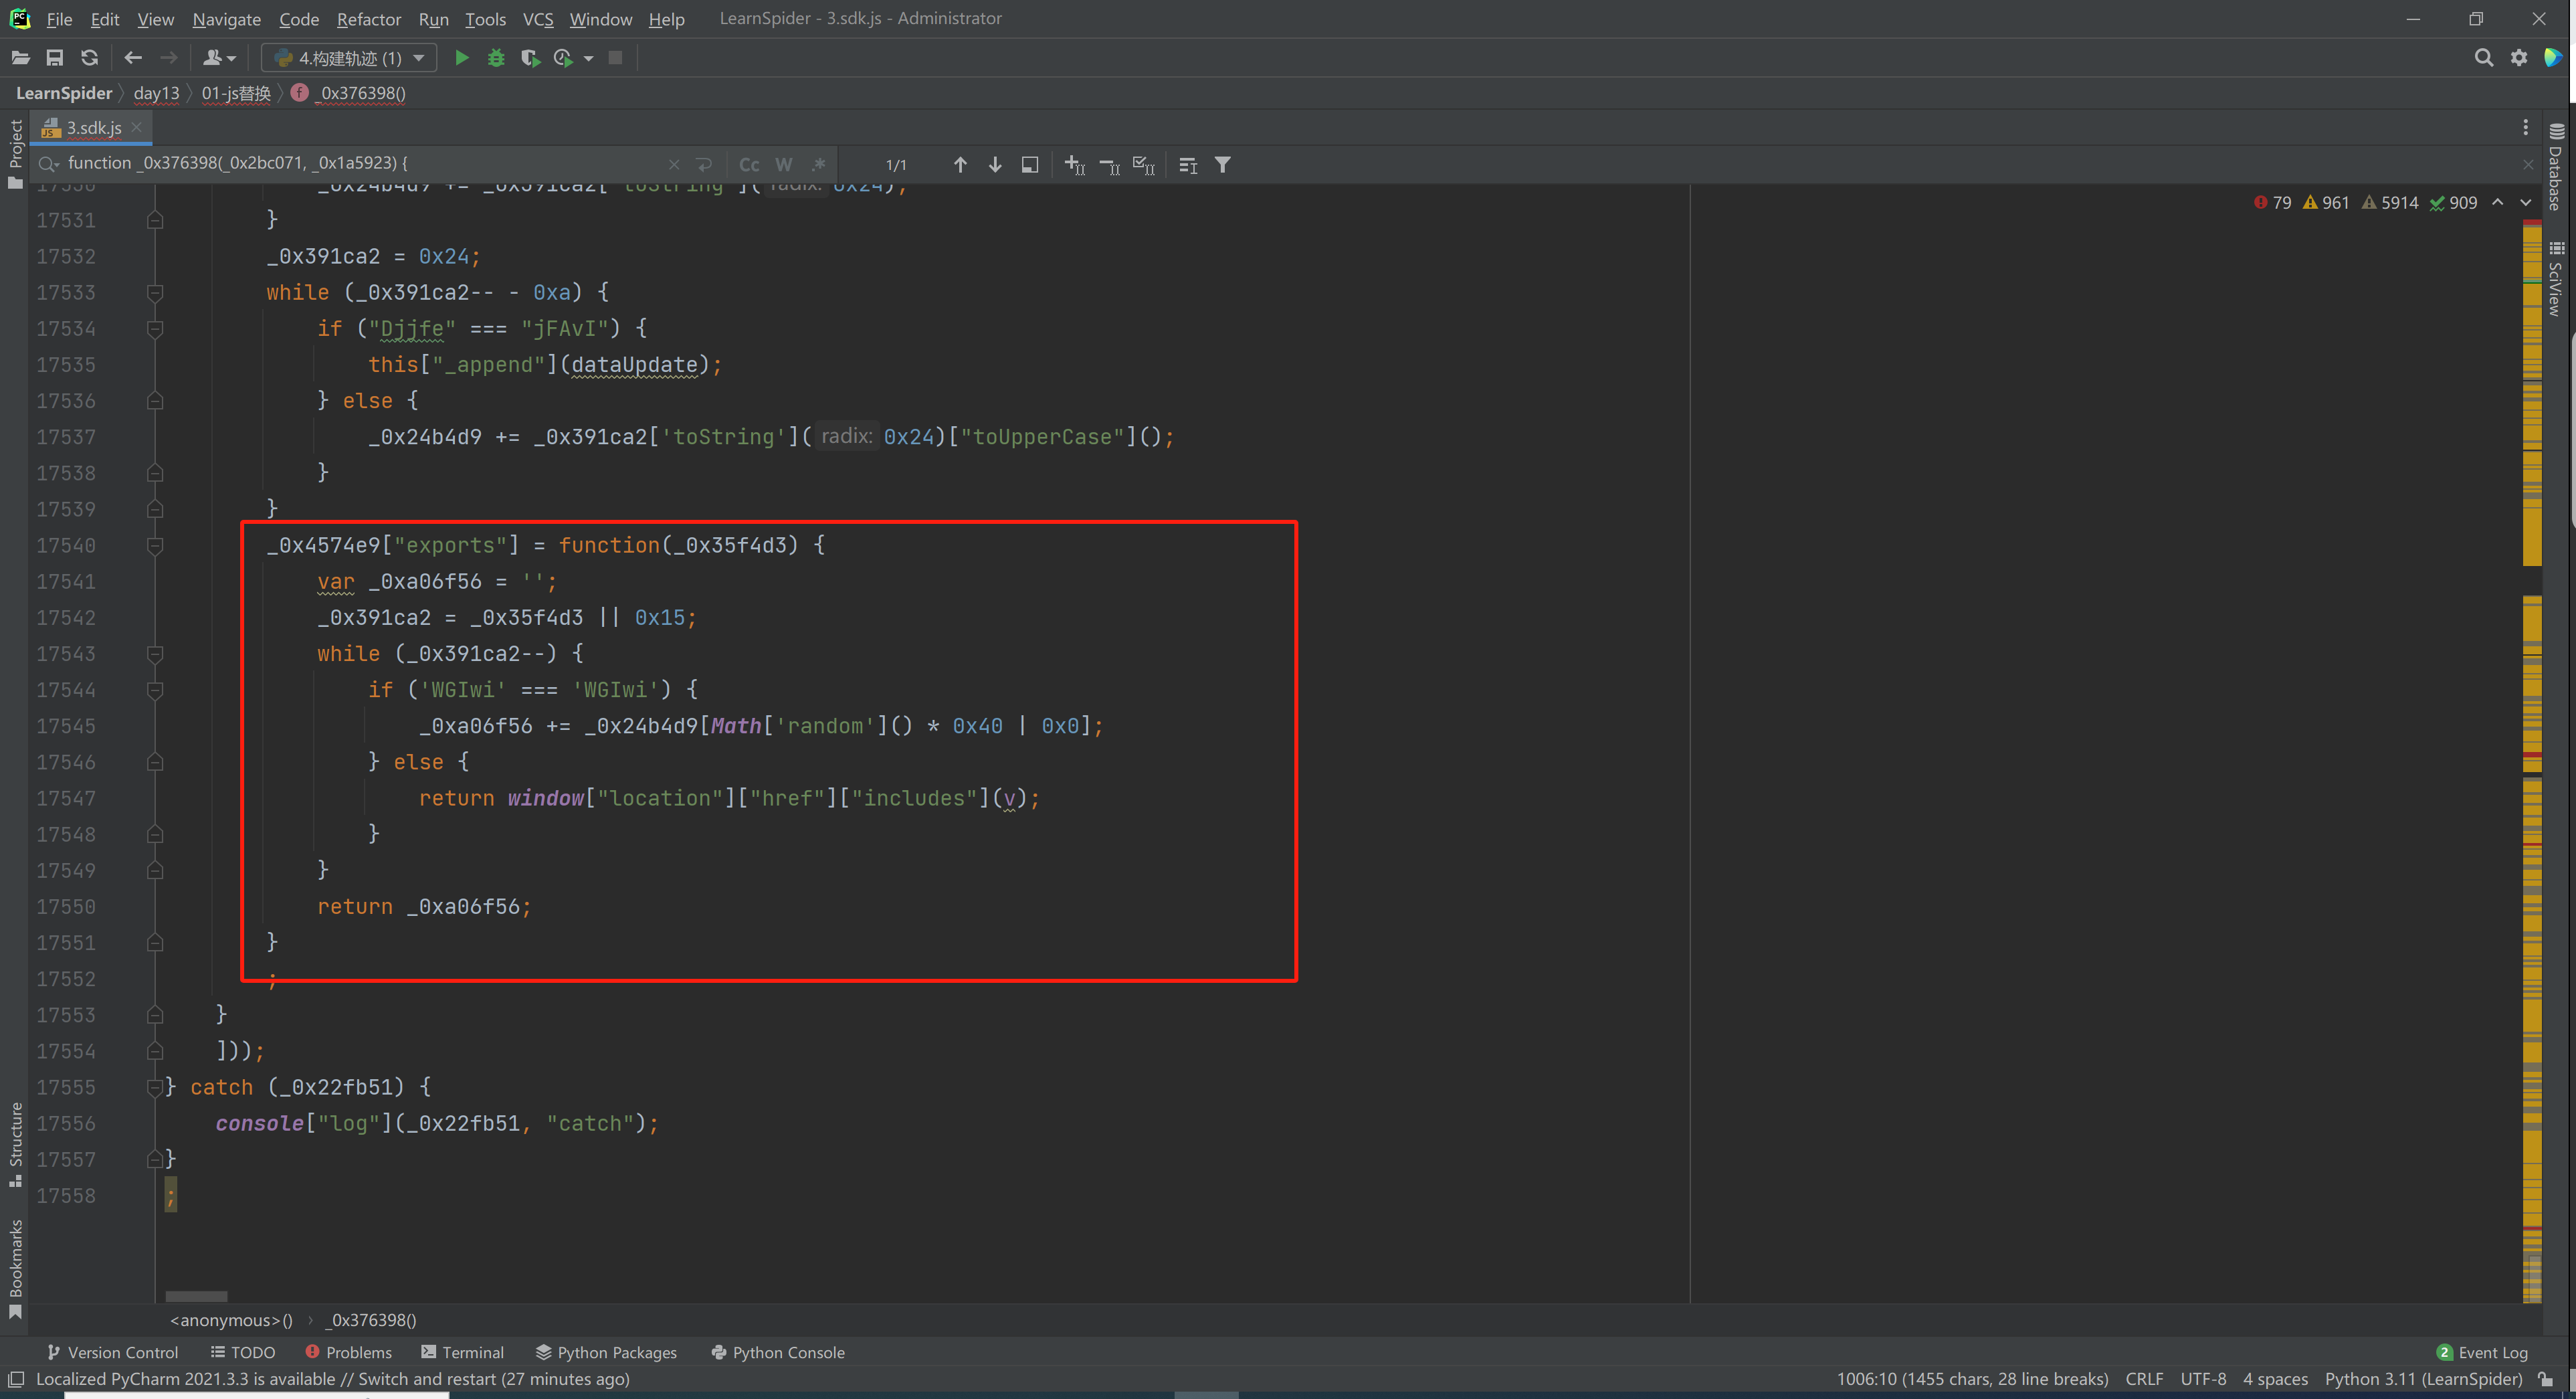 File Edit View Navigate Code Refactor Run Tools VCS Window Help LearnSpider - 3.sdk.js - Administrator
4.构建轨迹 (1)
LearnSpider day13 01-js替换 f _0x376398()
3.sdk.js
function _0x376398(_0x2bc071, _0x1a5923) { Cc W .* 1/1
79 961 5914 909
17530 _0x24b4d9 += _0x391ca2["toString"]( radix: 0x24);
17531 }
17532 _0x391ca2 = 0x24;
17533 while (_0x391ca2-- - 0xa) {
17534 if ("Djjfe" === "jFAvI") {
17535 this["_append"](dataUpdate);
17536 } else {
17537 _0x24b4d9 += _0x391ca2['toString']( radix: 0x24)["toUpperCase"]();
17538 }
17539 }
17540 _0x4574e9["exports"] = function(_0x35f4d3) {
17541 var _0xa06f56 = '';
17542 _0x391ca2 = _0x35f4d3 || 0x15;
17543 while (_0x391ca2--) {
17544 if ('WGIwi' === 'WGIwi') {
17545 _0xa06f56 += _0x24b4d9[Math['random']() * 0x40 | 0x0];
17546 } else {
17547 return window["location"]["href"]["includes"](v);
17548 }
17549 }
17550 return _0xa06f56;
17551 }
17552 ;
17553 }
17554 ]));
17555 } catch (_0x22fb51) {
17556 console["log"](_0x22fb51, "catch");
17557 }
17558 ;
Project
Structure
Bookmarks
Database
SciView
<anonymous>() _0x376398()
Version Control TODO Problems Terminal Python Packages Python Console 2 Event Log
Localized PyCharm 2021.3.3 is available // Switch and restart (27 minutes ago) 1006:10 (1455 chars, 28 line breaks) CRLF UTF-8 4 spaces Python 3.11 (LearnSpider)